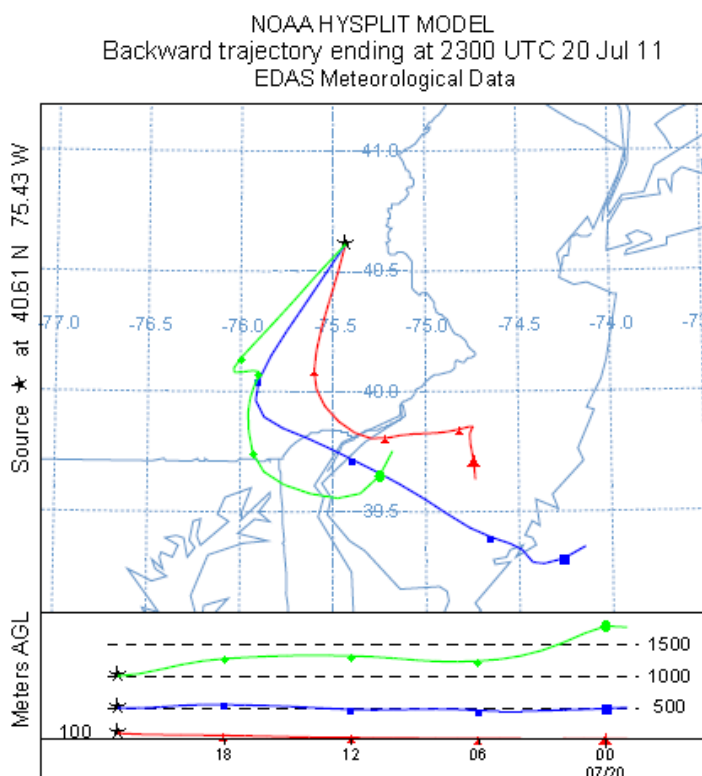 NOAA HYSPLIT MODEL
Backward trajectory ending at 2300 UTC 20 Jul 11
EDAS Meteorological Data
Source ★ at 40.61 N 75.43 W
41.0
40.5
-77.0 -76.5 -76.0 -75.5 -75.0 -74.5 -74.0
40.0
39.5
Meters AGL
1500
1000
500
100
18 12 06 00
07/20